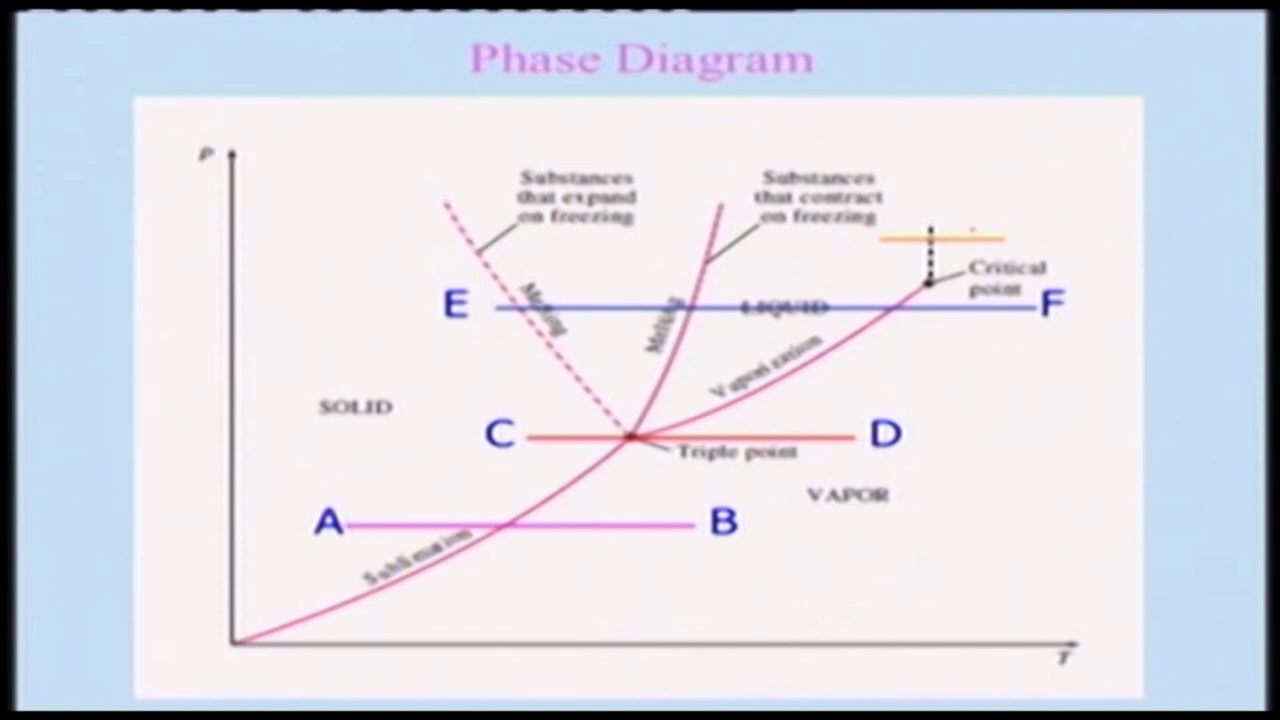 Phase Diagram
P
Substances
that expand
on freezing
Substances
that contract
on freezing
Critical
point
E
Melting
Melting
LIQUID
F
Vaporization
SOLID
C
D
Triple point
VAPOR
A
B
Sublimation
T